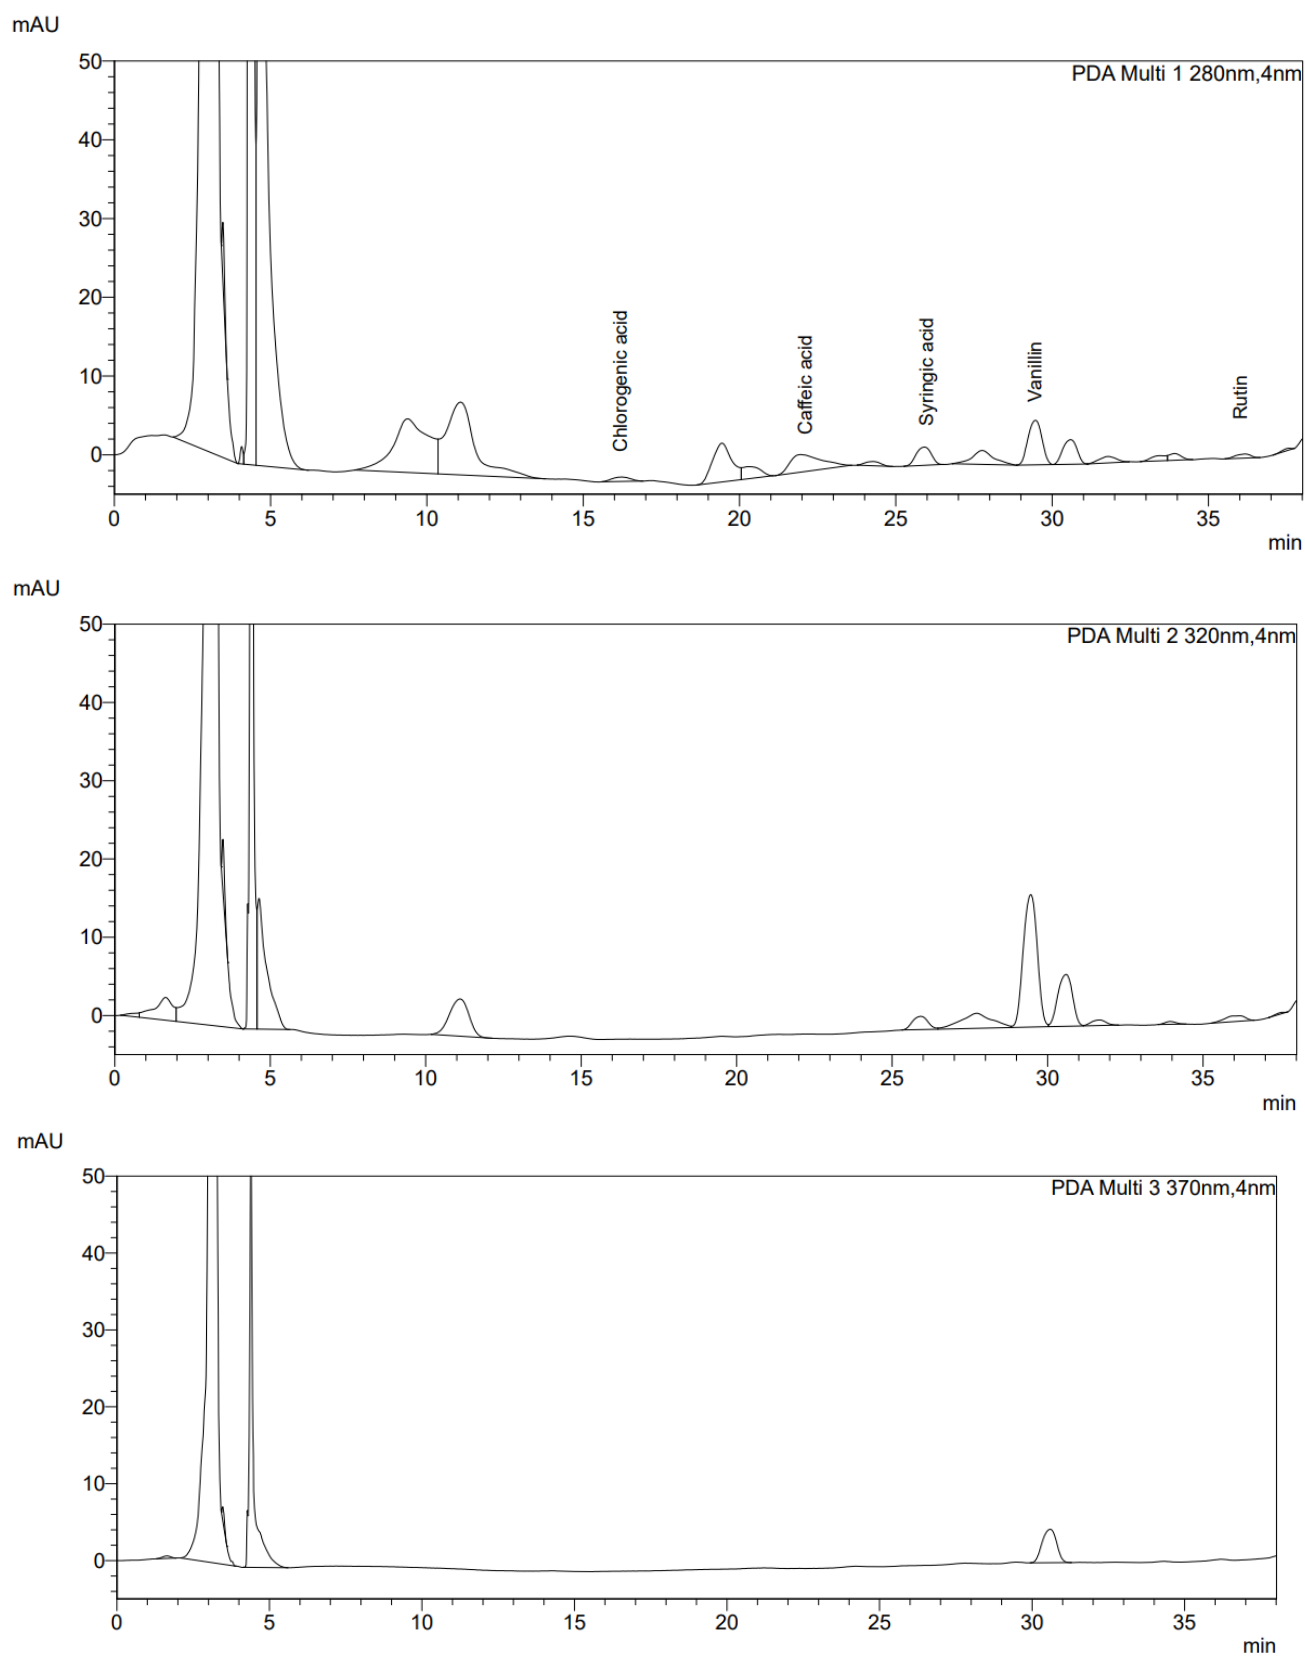 mAU
PDA Multi 1 280nm,4nm
50
40
30
20
10
0
Chlorogenic acid
Caffeic acid
Syringic acid
Vanillin
Rutin
0 5 10 15 20 25 30 35
min
mAU
PDA Multi 2 320nm,4nm
50
40
30
20
10
0
0 5 10 15 20 25 30 35
min
mAU
PDA Multi 3 370nm,4nm
50
40
30
20
10
0
0 5 10 15 20 25 30 35
min